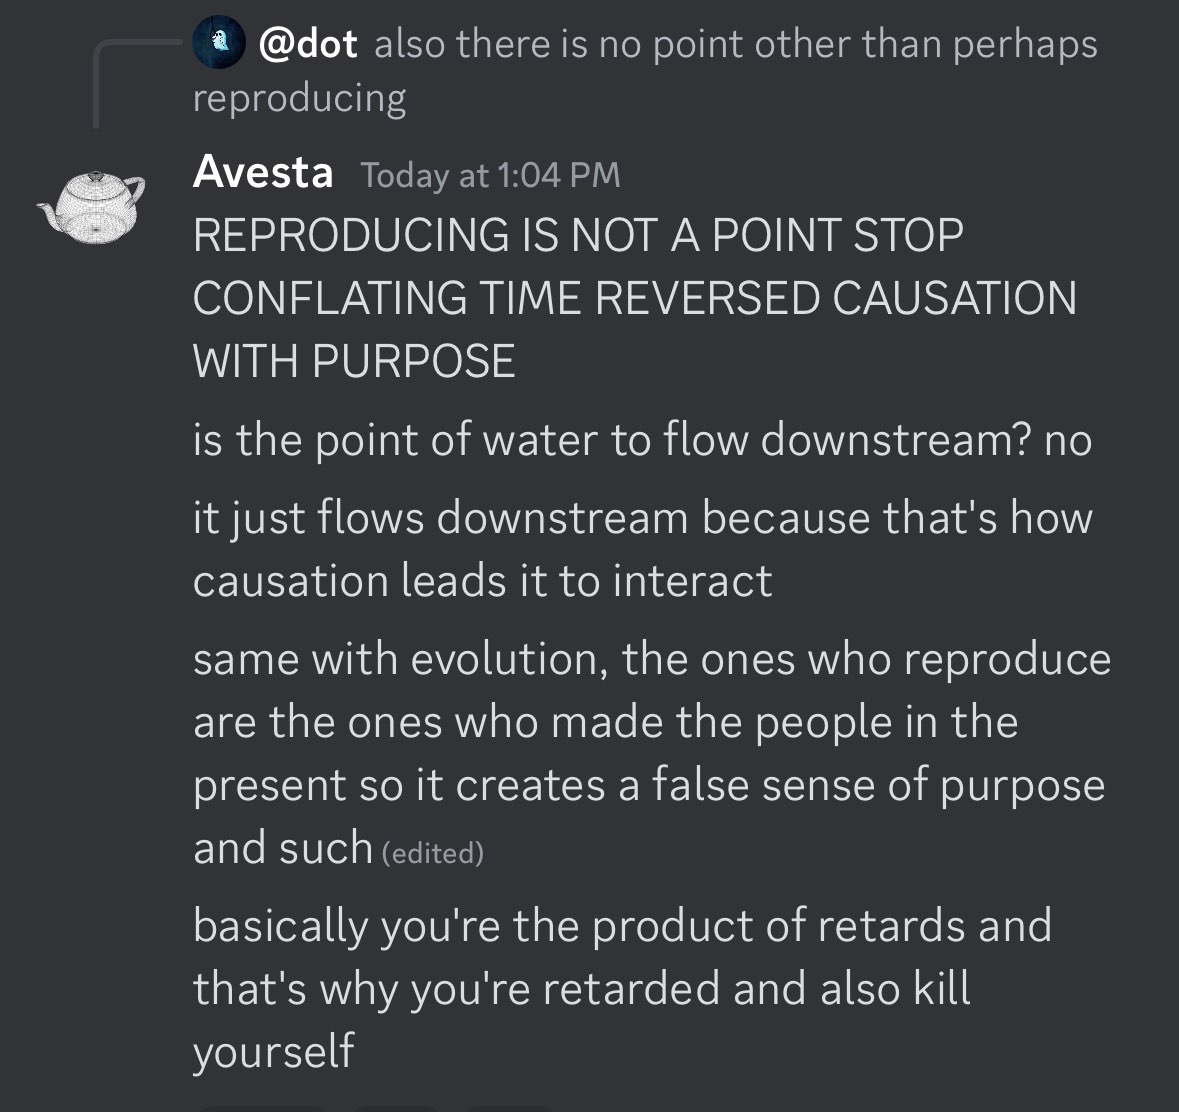 @dot also there is no point other than perhaps
reproducing
Avesta Today at 1:04 PM
REPRODUCING IS NOT A POINT STOP
CONFLATING TIME REVERSED CAUSATION
WITH PURPOSE
is the point of water to flow downstream? no
it just flows downstream because that's how
causation leads it to interact
same with evolution, the ones who reproduce
are the ones who made the people in the
present so it creates a false sense of purpose
and such (edited)
basically you're the product of retards and
that's why you're retarded and also kill
yourself